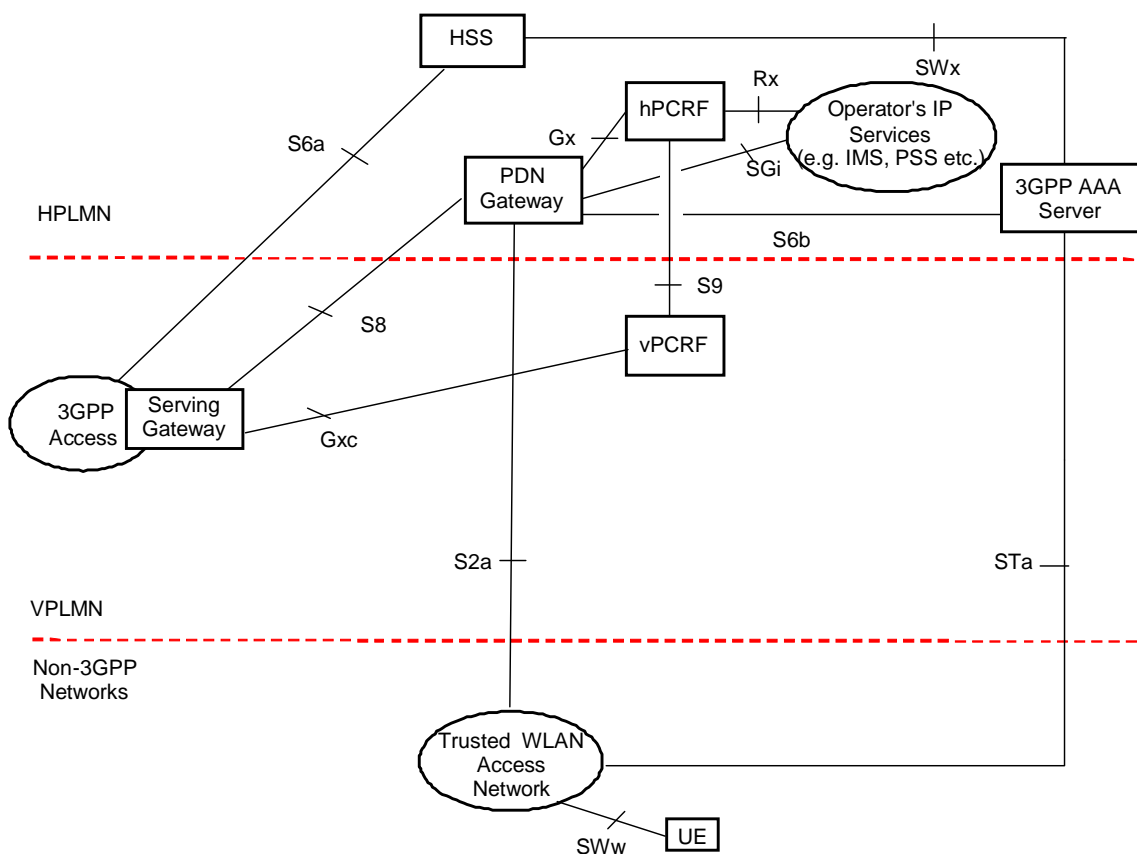 HSS
SWx
Rx
hPCRF
Operator's IP
Services
(e.g. IMS, PSS etc.)
Gx
S6a
SGi
PDN
Gateway
3GPP AAA
Server
HPLMN
S6b
S9
S8
vPCRF
3GPP
Access
Serving
Gateway
Gxc
S2a
STa
VPLMN
Non-3GPP
Networks
Trusted WLAN
Access
Network
SWw
UE